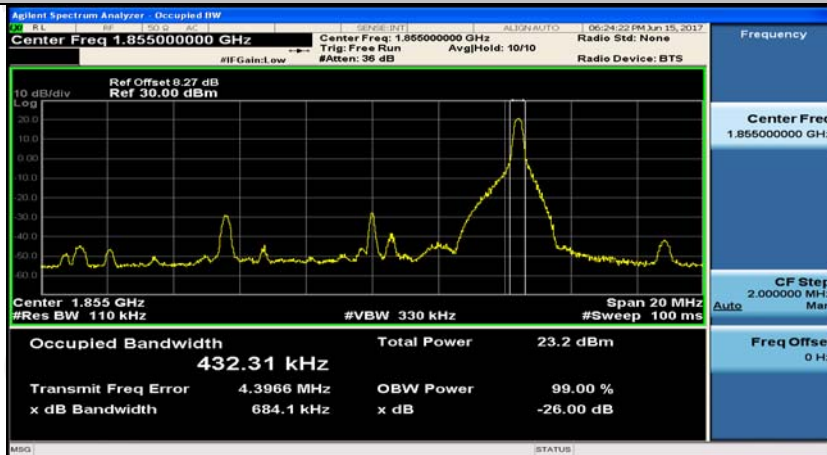 Agilent Spectrum Analyzer - Occupied BW
RL RF 50 Ω AC SENSE:INT ALIGN AUTO 06:24:22 PM Jun 15, 2017
Center Freq 1.855000000 GHz
Center Freq: 1.855000000 GHz
Radio Std: None
Trig: Free Run Avg|Hold: 10/10
#IFGain:Low #Atten: 36 dB Radio Device: BTS
Ref Offset 8.27 dB
10 dB/div Ref 30.00 dBm
Log
20.0
10.0
0.00
-10.0
-20.0
-30.0
-40.0
-50.0
-60.0
Center 1.855 GHz Span 20 MHz
#Res BW 110 kHz #VBW 330 kHz #Sweep 100 ms
Occupied Bandwidth Total Power 23.2 dBm
432.31 kHz
Transmit Freq Error 4.3966 MHz OBW Power 99.00 %
x dB Bandwidth 684.1 kHz x dB -26.00 dB
MSG STATUS
Frequency
Center Freq
1.855000000 GHz
CF Step
2.000000 MHz
Auto Man
Freq Offset
0 Hz